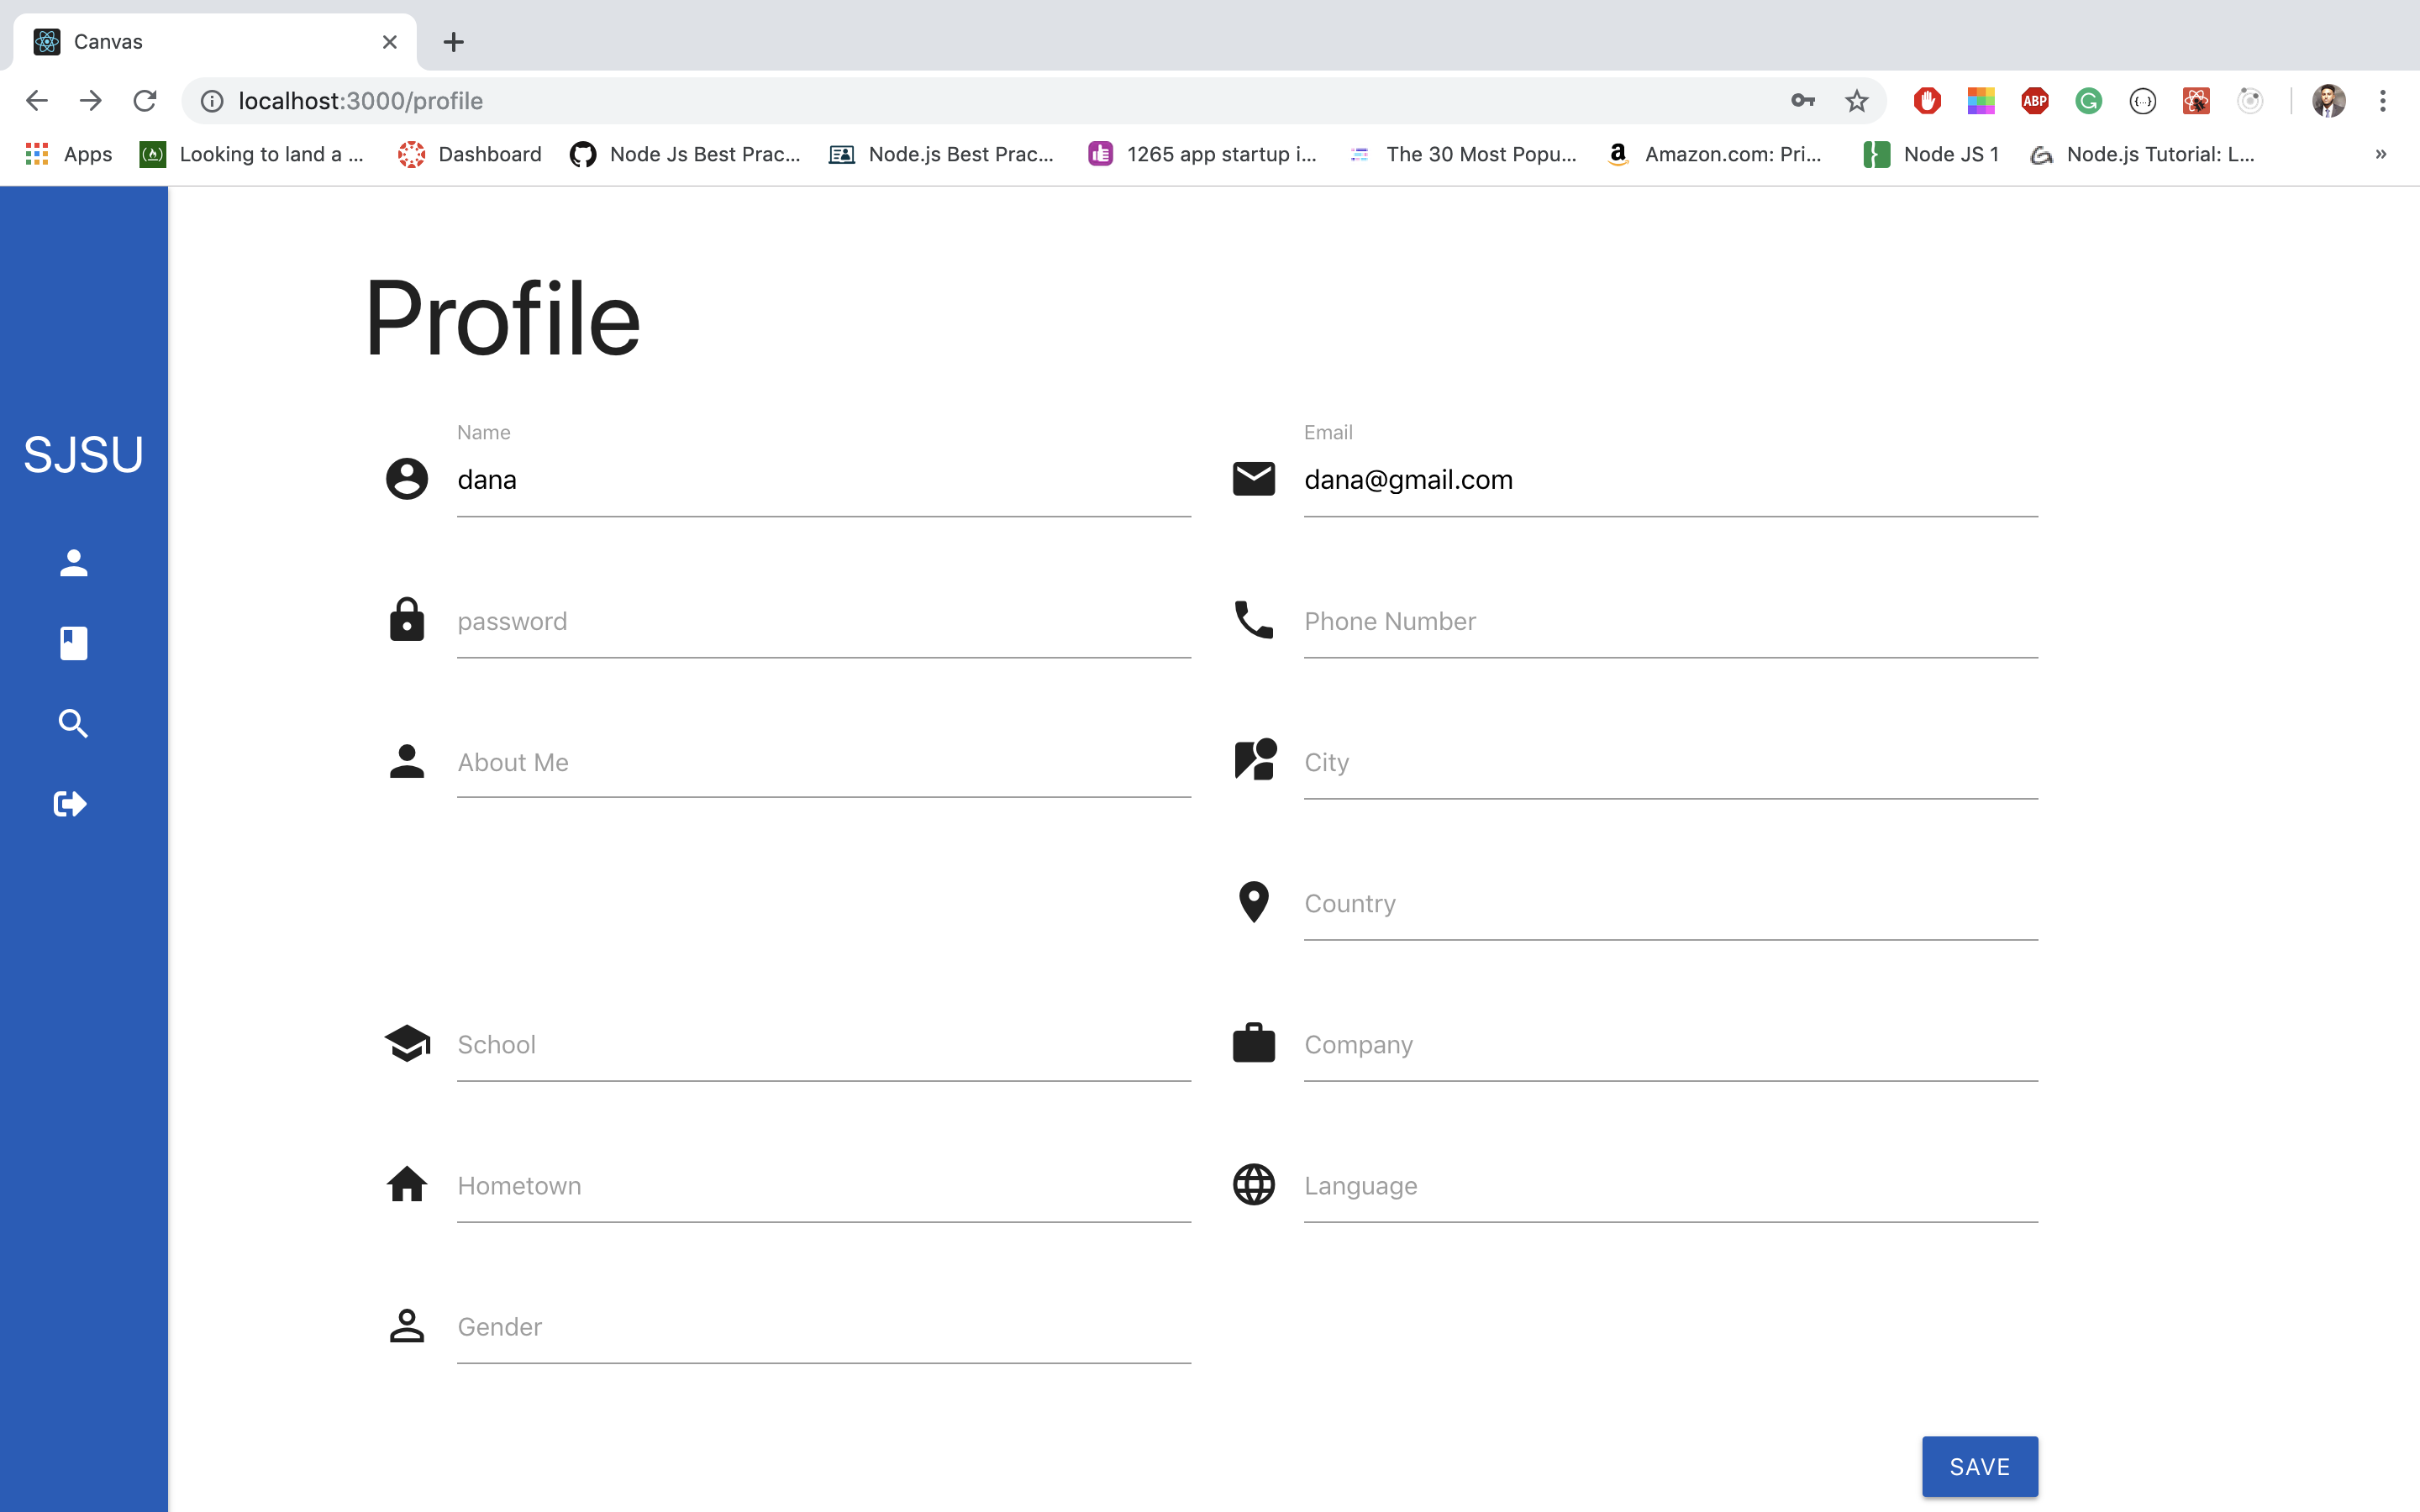 Canvas
localhost:3000/profile
Apps
Looking to land a ...
Dashboard
Node Js Best Prac...
Node.js Best Prac...
1265 app startup i...
The 30 Most Popu...
Amazon.com: Pri...
Node JS 1
Node.js Tutorial: L...
»
ABP
SJSU
Profile
Name
dana
Email
dana@gmail.com
password
Phone Number
About Me
City
Country
School
Company
Hometown
Language
Gender
SAVE